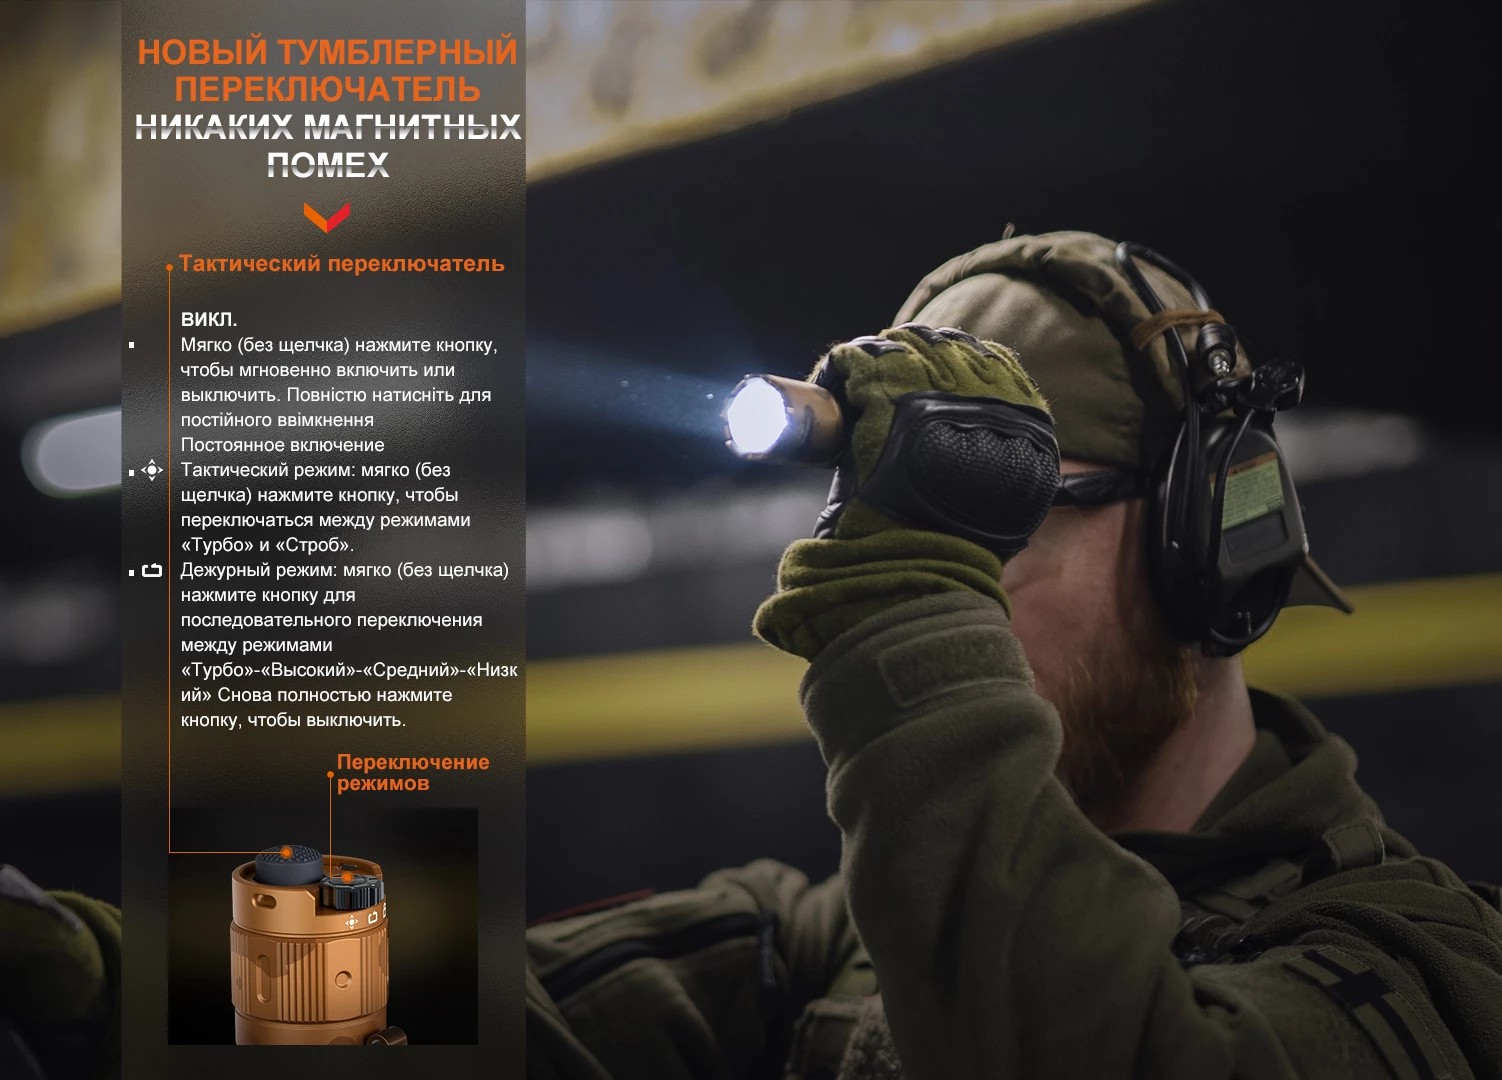 НОВЫЙ ТУМБЛЕРНЫЙ
ПЕРЕКЛЮЧАТЕЛЬ
НИКАКИХ МАГНИТНЫХ
ПОМЕХ
Тактический переключатель
ВИКЛ.
Мягко (без щелчка) нажмите кнопку,
чтобы мгновенно включить или
выключить. Повністю натисніть для
постійного ввімкнення
Постоянное включение
Тактический режим: мягко (без
щелчка) нажмите кнопку, чтобы
переключаться между режимами
«Турбо» и «Строб».
Дежурный режим: мягко (без щелчка)
нажмите кнопку для
последовательного переключения
между режимами
«Турбо»-«Высокий»-«Средний»-«Низк
ий» Снова полностью нажмите
кнопку, чтобы выключить.
Переключение
режимов